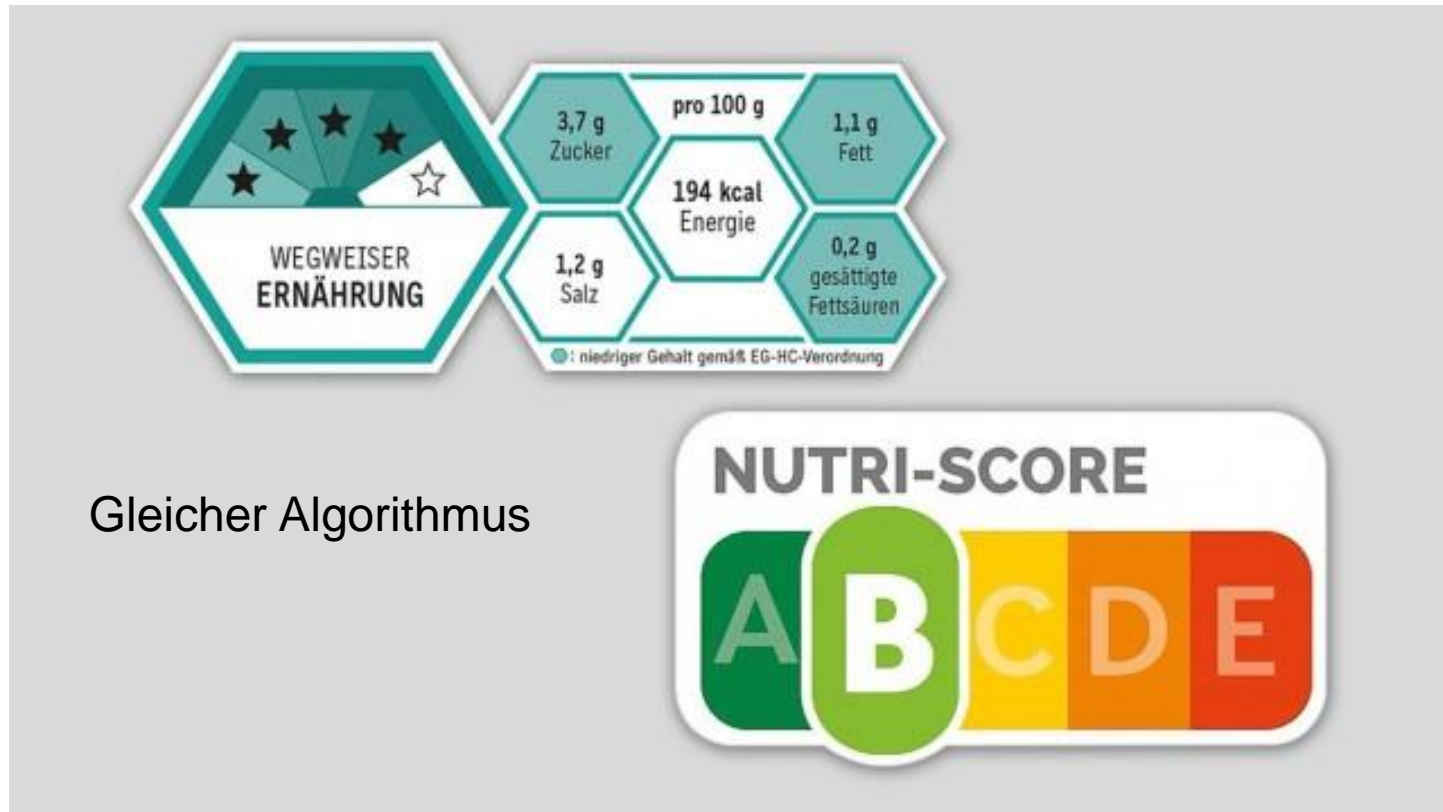 WEGWEISER
ERNÄHRUNG
3,7 g
Zucker
pro 100 g
1,1 g
Fett
194 kcal
Energie
1,2 g
Salz
0,2 g
gesättigte
Fettsäuren
: niedriger Gehalt gemäß EG-HC-Verordnung
Gleicher Algorithmus
NUTRI-SCORE
A B C D E